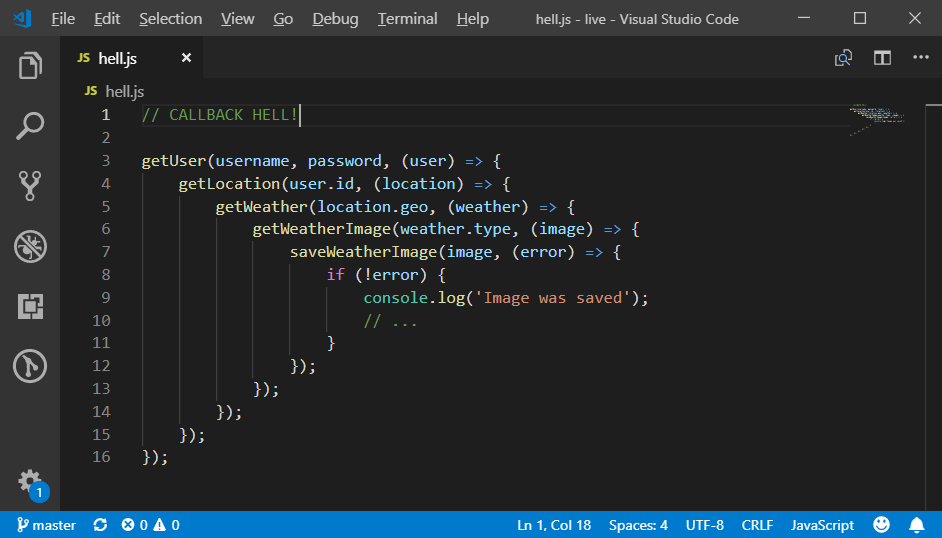 File Edit Selection View Go Debug Terminal Help hell.js - live - Visual Studio Code
JS hell.js
JS hell.js
1 // CALLBACK HELL!
2
3 getUser(username, password, (user) => {
4     getLocation(user.id, (location) => {
5         getWeather(location.geo, (weather) => {
6             getWeatherImage(weather.type, (image) => {
7                 saveWeatherImage(image, (error) => {
8                     if (!error) {
9                         console.log('Image was saved');
10                         // ...
11                     }
12                 });
13             });
14         });
15     });
16 });
1
master 0 0 Ln 1, Col 18 Spaces: 4 UTF-8 CRLF JavaScript